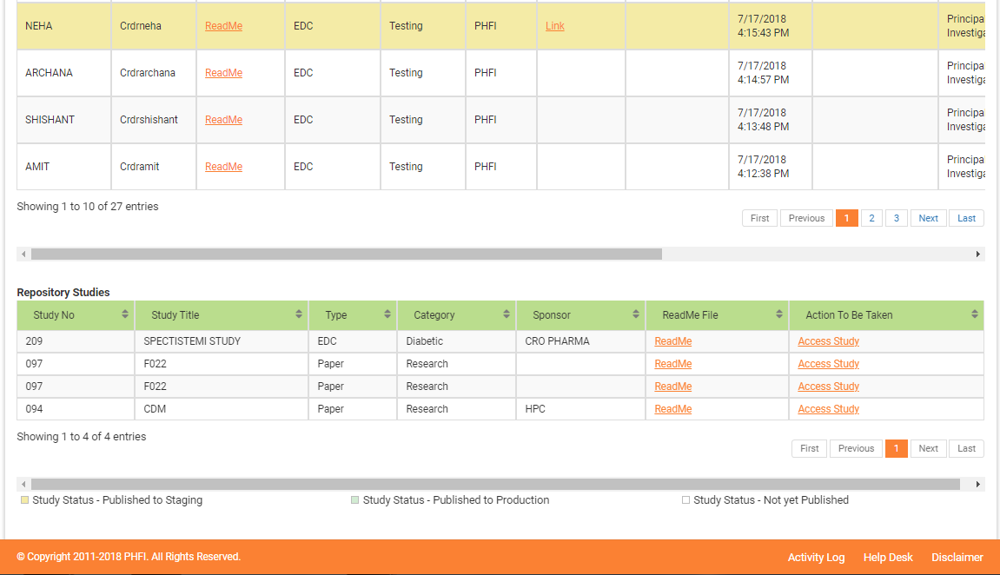 NEHA Crdrneha ReadMe EDC Testing PHFI Link 7/17/2018 4:15:43 PM Principa Investiga
ARCHANA Crdrarchana ReadMe EDC Testing PHFI 7/17/2018 4:14:57 PM Principa Investiga
SHISHANT Crdrshishant ReadMe EDC Testing PHFI 7/17/2018 4:13:48 PM Principa Investiga
AMIT Crdramit ReadMe EDC Testing PHFI 7/17/2018 4:12:38 PM Principa Investiga
Showing 1 to 10 of 27 entries
First Previous 1 2 3 Next Last
Repository Studies
Study No Study Title Type Category Sponsor ReadMe File Action To Be Taken
209 SPECTISTEMI STUDY EDC Diabetic CRO PHARMA ReadMe Access Study
097 F022 Paper Research ReadMe Access Study
097 F022 Paper Research ReadMe Access Study
094 CDM Paper Research HPC ReadMe Access Study
Showing 1 to 4 of 4 entries
First Previous 1 Next Last
Study Status - Published to Staging Study Status - Published to Production Study Status - Not yet Published
© Copyright 2011-2018 PHFI. All Rights Reserved. Activity Log Help Desk Disclaimer